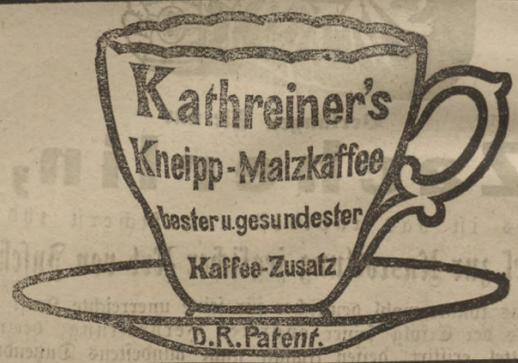 Kathreiner's
Kneipp-Malzkaffee
bester u. gesundester
Kaffee-Zusatz
D.R. Patent.